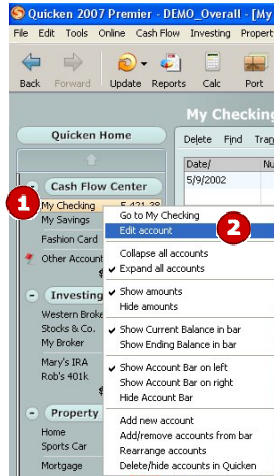 Quicken 2007 Premier - DEMO_Overall - [My
File Edit Tools Online Cash Flow Investing Property
Back Forward Update Reports Calc Port
My Checking
Quicken Home
Delete Find Tran
Date/ Nu
5/9/2002
Cash Flow Center
1
My Checking 5,421.38
My Savings
Fashion Card
Other Account
$
Go to My Checking
Edit account
2
Collapse all accounts
Expand all accounts
Show amounts
Hide amounts
Show Current Balance in bar
Show Ending Balance in bar
Show Account Bar on left
Show Account Bar on right
Hide Account Bar
Add new account
Add/remove accounts from bar
Rearrange accounts
Delete/hide accounts in Quicken
Investing
Western Broke
Stocks & Co.
My Broker
Mary's IRA
Rob's 401k
$
Property
Home
Sports Car
Mortgage